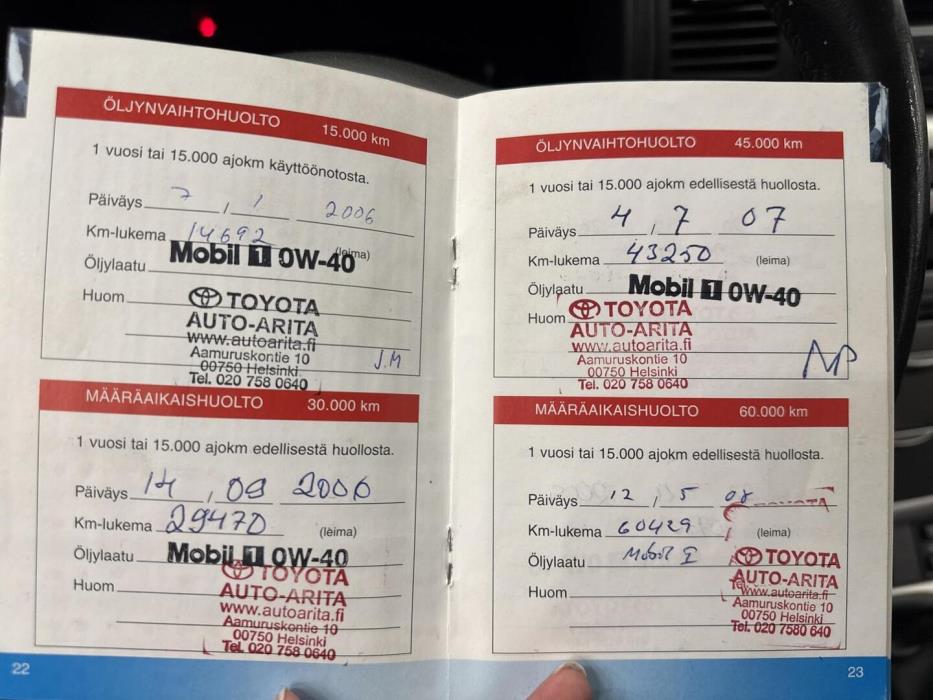 ÖLJYNVAIHTOHUOLTO 15.000 km
1 vuosi tai 15.000 ajokm käyttöönotosta.
Päiväys 7 / 1 2006
Km-lukema 14692 (leima)
Öljylaatu Mobil 1 0W-40
Huom
TOYOTA
AUTO-ARITA
www.autoarita.fi
Aamuruskontie 10
00750 Helsinki
Tel. 020 758 0640
J.M
MÄÄRÄAIKAISHUOLTO 30.000 km
1 vuosi tai 15.000 ajokm edellisestä huollosta.
Päiväys 14 , 09 2006
Km-lukema 29470 (leima)
Öljylaatu Mobil 1 0W-40
Huom
TOYOTA
AUTO-ARITA
www.autoarita.fi
Aamuruskontie 10
00750 Helsinki
Tel. 020 758 0640
22
ÖLJYNVAIHTOHUOLTO 45.000 km
1 vuosi tai 15.000 ajokm edellisestä huollosta.
Päiväys 4 , 7 07
Km-lukema 43250 (leima)
Öljylaatu Mobil 1 0W-40
Huom
TOYOTA
AUTO-ARITA
www.autoarita.fi
Aamuruskontie 10
00750 Helsinki
Tel. 020 758 0640
MÄÄRÄAIKAISHUOLTO 60.000 km
1 vuosi tai 15.000 ajokm edellisestä huollosta.
Päiväys 12 , 5 08
Km-lukema 60429 (leima)
Öljylaatu Mobil I
Huom
TOYOTA
AUTO-ARITA
www.autoarita.fi
Aamuruskontie 10
00750 Helsinki
Tel. 020 7580 640
23